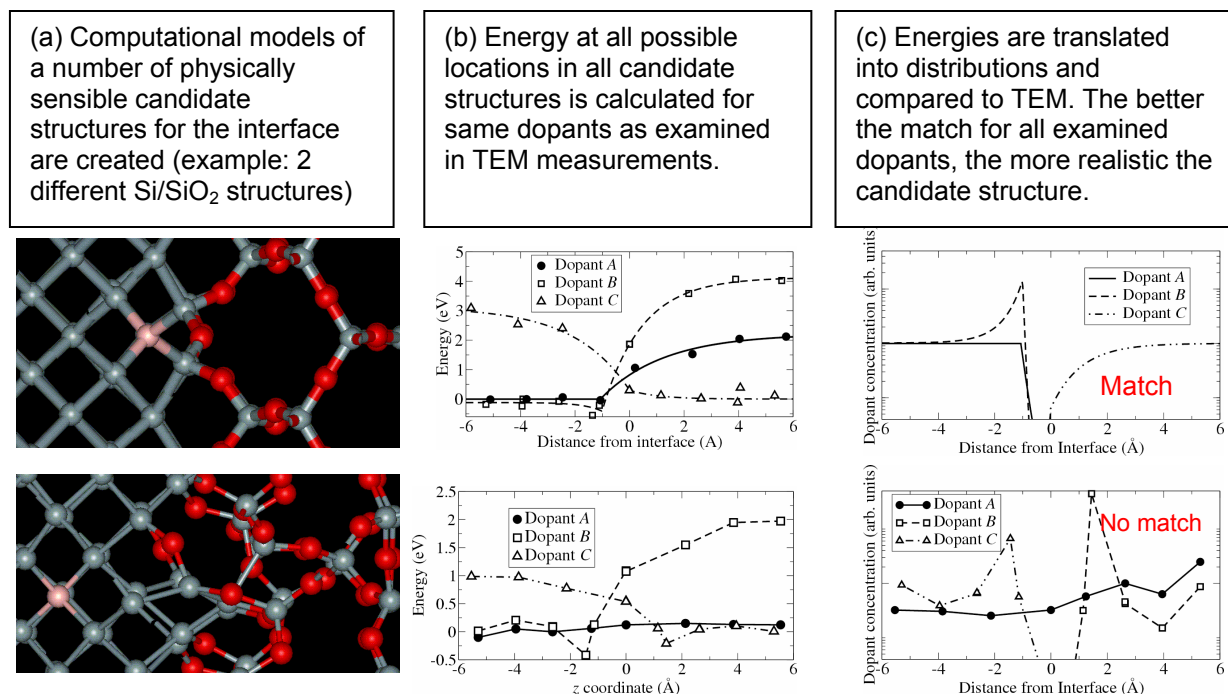 (a) Computational models of
a number of physically
sensible candidate
structures for the interface
are created (example: 2
different Si/SiO₂ structures)
(b) Energy at all possible
locations in all candidate
structures is calculated for
same dopants as examined
in TEM measurements.
(c) Energies are translated
into distributions and
compared to TEM. The better
the match for all examined
dopants, the more realistic the
candidate structure.
Energy (eV)
5
4
3
2
1
0
-1
Dopant A
Dopant B
Dopant C
-6 -4 -2 0 2 4 6
Distance from interface (A)
Dopant concentration (arb. units)
Dopant A
Dopant B
Dopant C
Match
-6 -4 -2 0 2 4 6
Distance from Interface (Å)
Energy (eV)
2.5
2
1.5
1
0.5
0
-0.5
Dopant A
Dopant B
Dopant C
-6 -4 -2 0 2 4 6
z coordinate (Å)
Dopant concentration (arb. units)
Dopant A
Dopant B
Dopant C
No match
-6 -4 -2 0 2 4 6
Distance from Interface (Å)